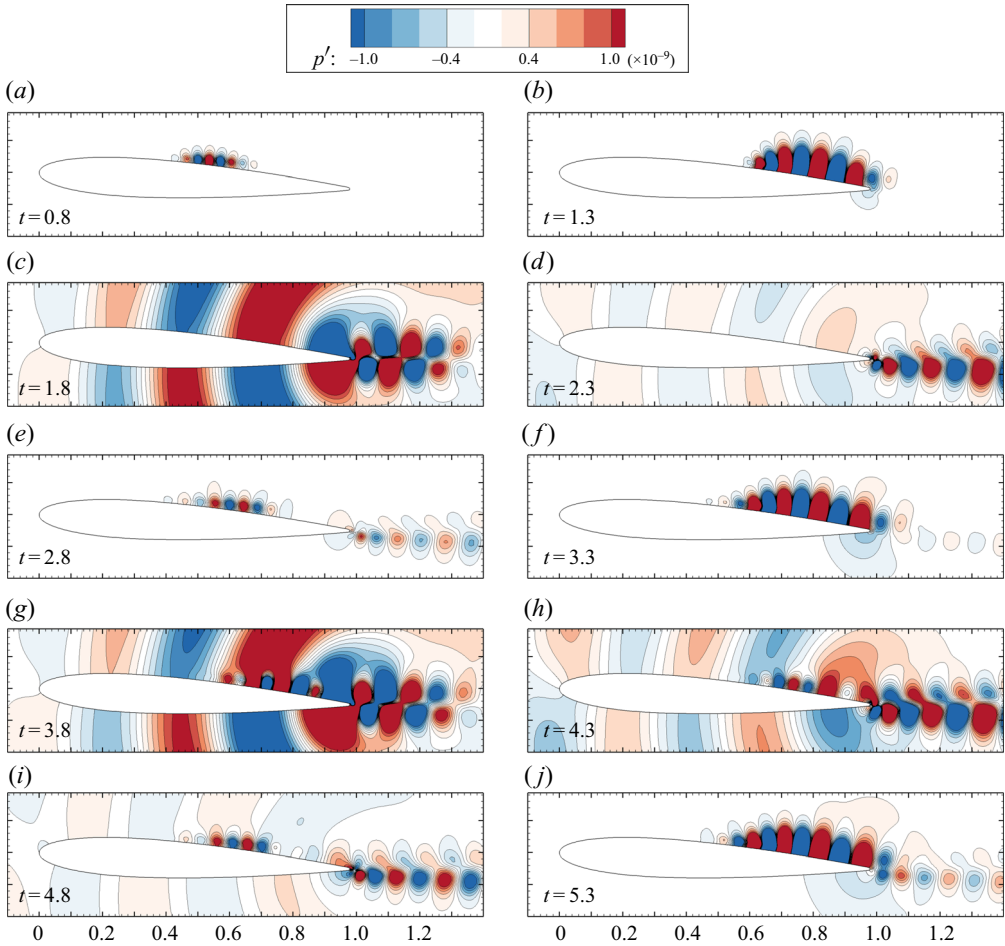 p′: −1.0 −0.4 0.4 1.0 (×10⁻⁹)
(a) (b)
t = 0.8 t = 1.3
(c) (d)
t = 1.8 t = 2.3
(e) (f)
t = 2.8 t = 3.3
(g) (h)
t = 3.8 t = 4.3
(i) (j)
t = 4.8 t = 5.3
0 0.2 0.4 0.6 0.8 1.0 1.2 0 0.2 0.4 0.6 0.8 1.0 1.2